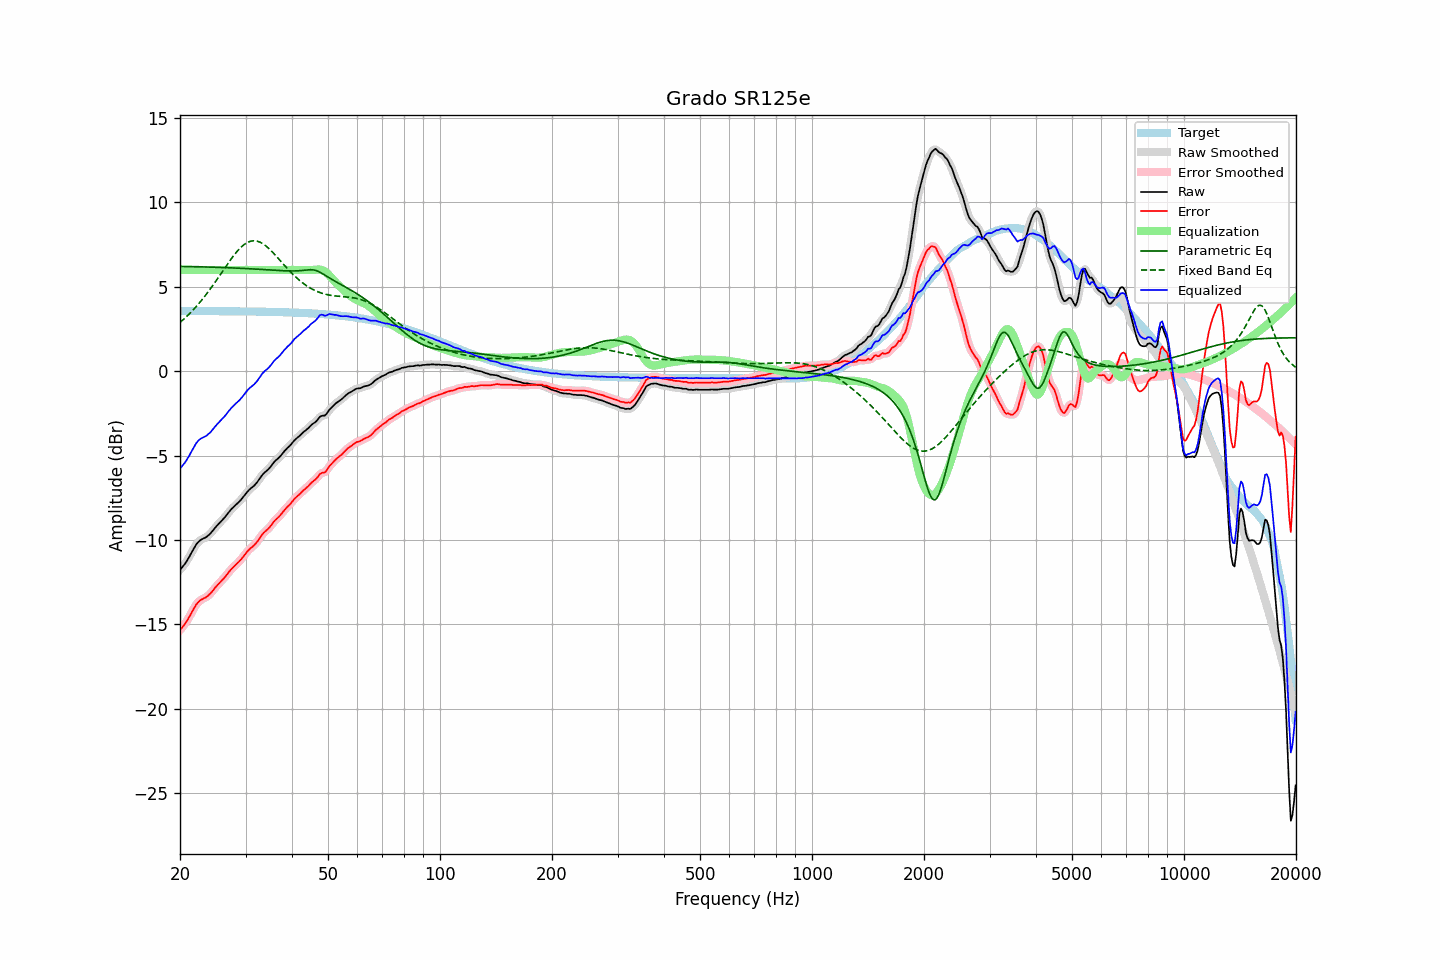 Grado SR125e
15
10
5
0
−5
−10
−15
−20
−25
Amplitude (dBr)
Target
Raw Smoothed
Error Smoothed
Raw
Error
Equalization
Parametric Eq
Fixed Band Eq
Equalized
20
50
100
200
500
1000
2000
5000
10000
20000
Frequency (Hz)